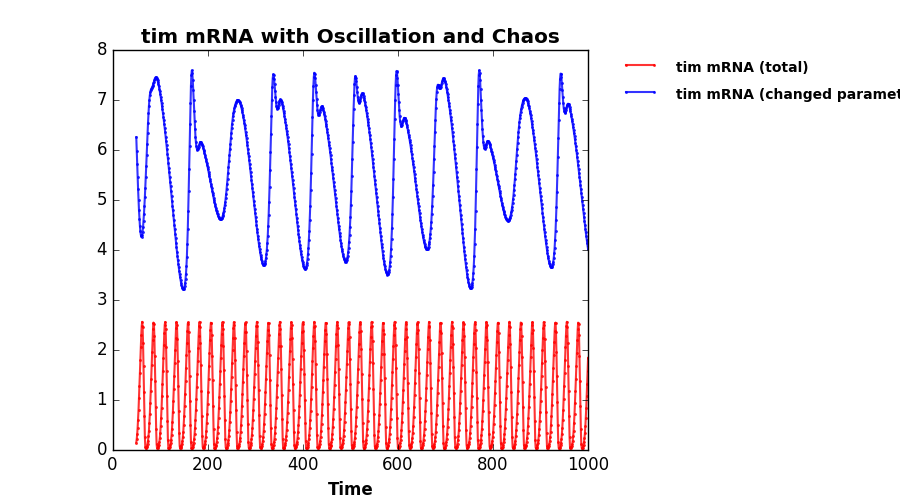 tim mRNA with Oscillation and Chaos
8
7
6
5
4
3
2
1
0
0 200 400 600 800 1000
Time
tim mRNA (total)
tim mRNA (changed paramet